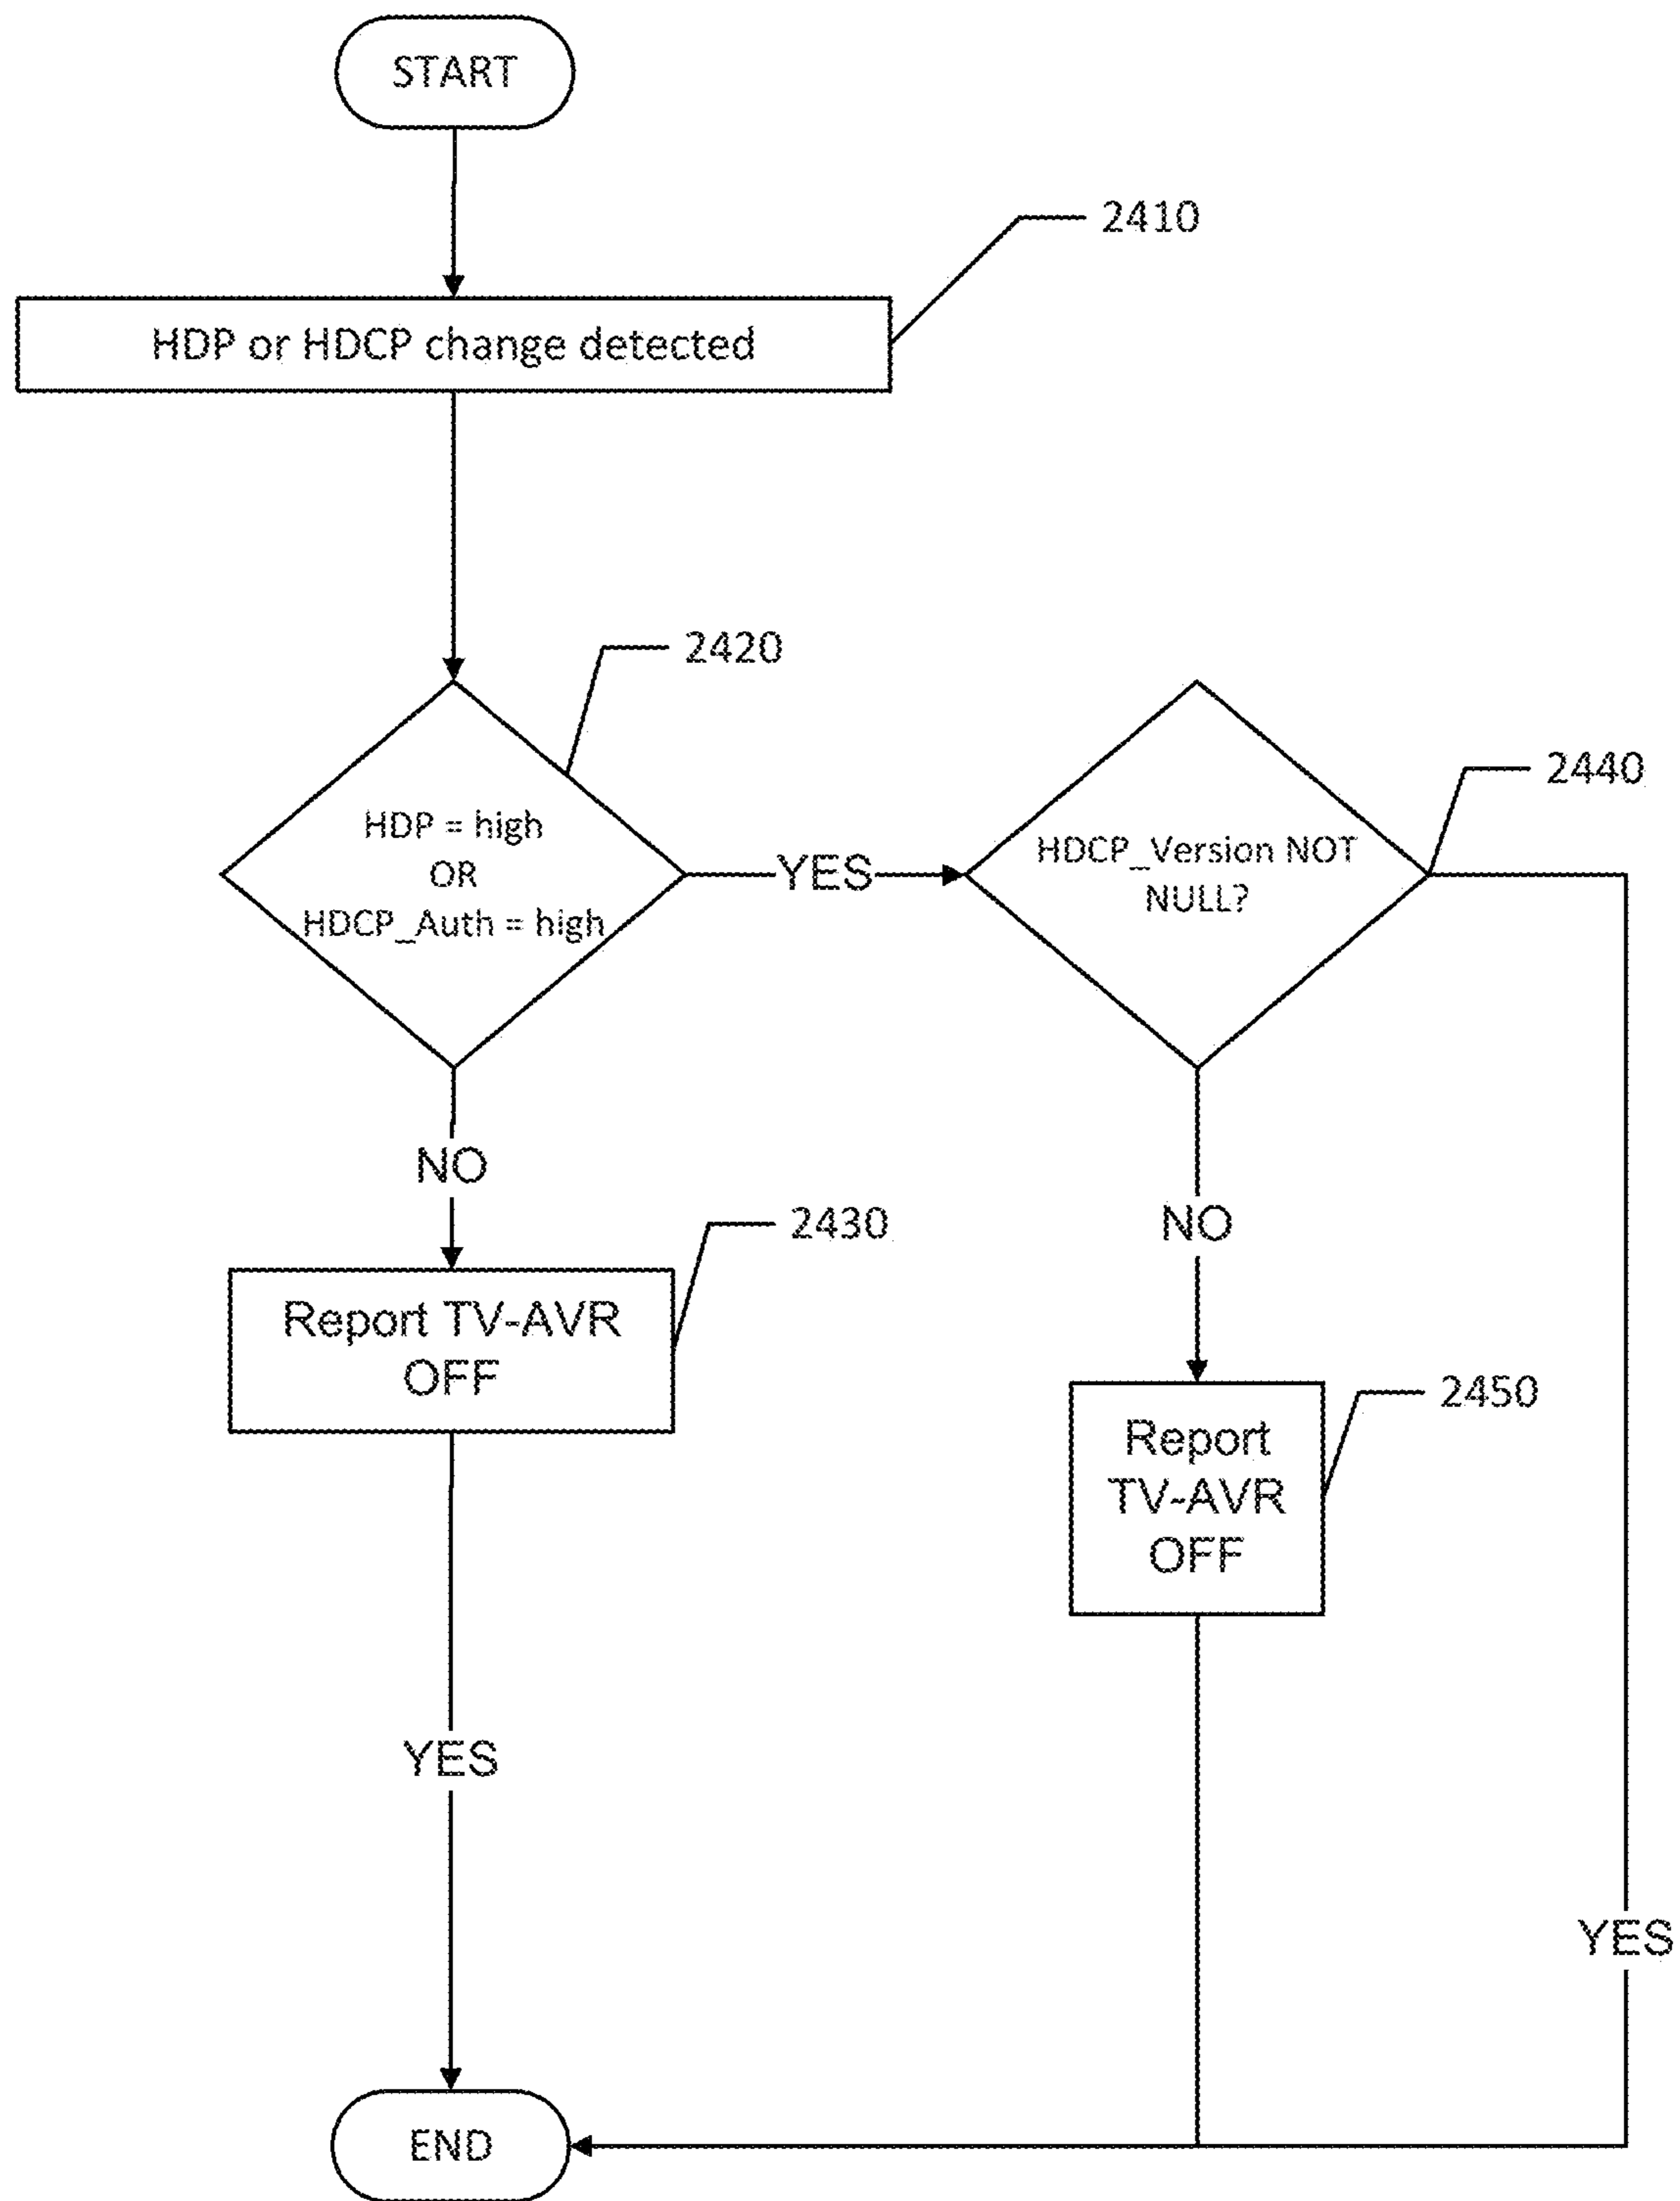 START
2410
HDP or HDCP change detected
2420
HDP = high
OR
HDCP_Auth = high
YES
2440
HDCP_Version NOT
NULL?
NO
2430
Report TV-AVR
OFF
NO
2450
Report
TV-AVR
OFF
YES
YES
END